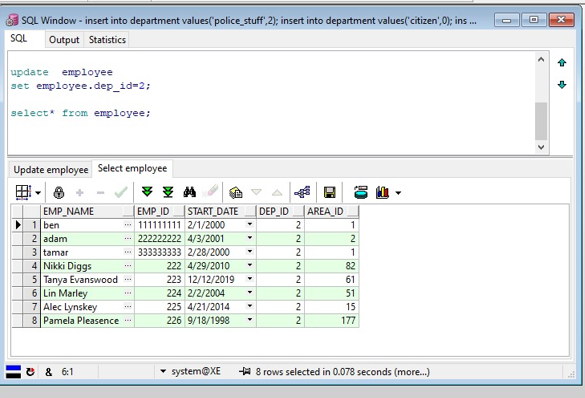 SQL Window - insert into department values('police_stuff',2); insert into department values('citizen',0); ins ...
SQL Output Statistics
update employee
set employee.dep_id=2;
select* from employee;
Update employee Select employee
EMP_NAME EMP_ID START_DATE DEP_ID AREA_ID
1 ben ... 111111111 2/1/2000 2 1
2 adam ... 222222222 4/3/2001 2 2
3 tamar ... 333333333 2/28/2000 2 1
4 Nikki Diggs ... 222 4/29/2010 2 82
5 Tanya Evanswood ... 223 12/12/2019 2 61
6 Lin Marley ... 224 2/2/2004 2 51
7 Alec Lynskey ... 225 4/21/2014 2 15
8 Pamela Pleasence ... 226 9/18/1998 2 177
& 6:1 system@XE 8 rows selected in 0.078 seconds (more...)